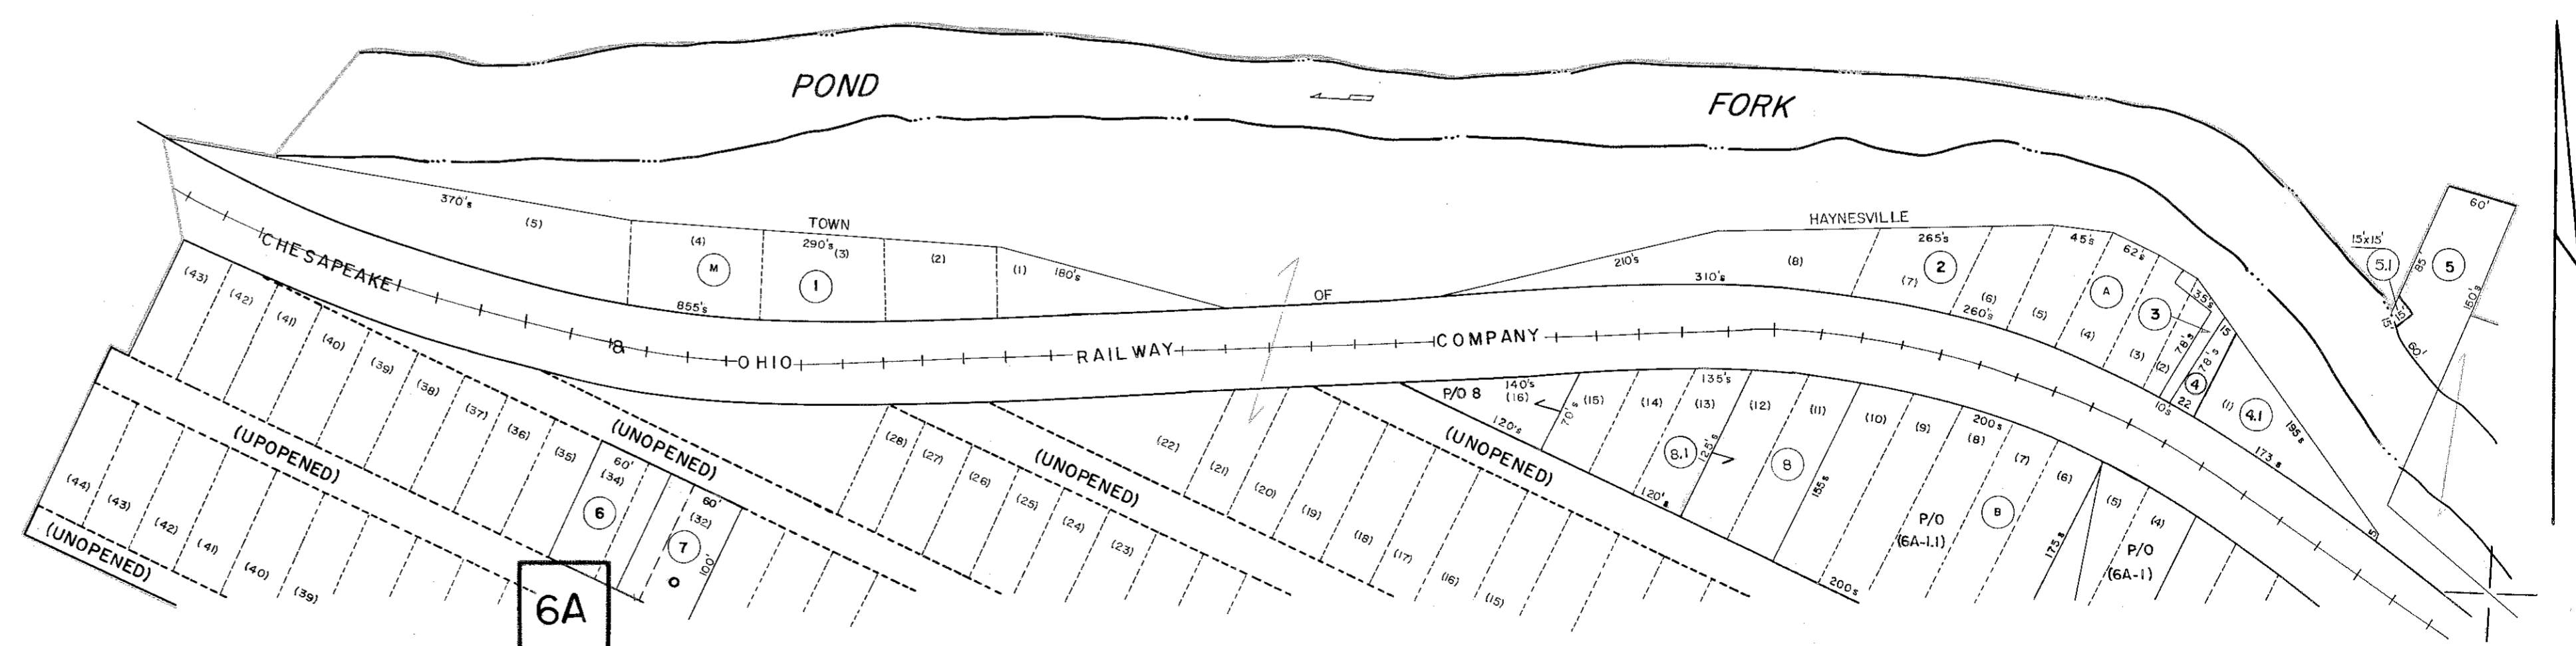 POND
FORK
370's
(5)
TOWN
(4)
M
290's
(3)
1
(2)
(1)
180's
855's
OF
HAYNESVILLE
210's
(8)
310's
265's
2
(7)
(6)
260's
(5)
45's
A
(4)
62's
3
(3)
(2)
35's
78's
15
78's
4
22
10's
(1)
4.1
195's
173's
15'x15'
5.1
85
5
60'
150's
15'
15'
60'
CHESAPEAKE
&
OHIO
RAILWAY
COMPANY
(43)
(42)
(41)
(40)
(39)
(38)
(37)
(36)
(35)
60'
(34)
6
60'
(32)
7
100'
(UNOPENED)
(UPOPENED)
(44)
(43)
(42)
(41)
(40)
(39)
(UNOPENED)
6A
(28)
(27)
(26)
(25)
(24)
(23)
(UNOPENED)
(22)
(21)
(20)
(19)
(18)
(17)
(16)
(15)
(UNOPENED)
P/O 8
140's
(16)
120's
70's
(15)
(14)
135's
(13)
8.1
125's
120's
(12)
8
(11)
155's
(10)
(9)
200's
(8)
(7)
(6)
P/O
(6A-1.1)
B
175's
(5)
(4)
P/O
(6A-1)
200's